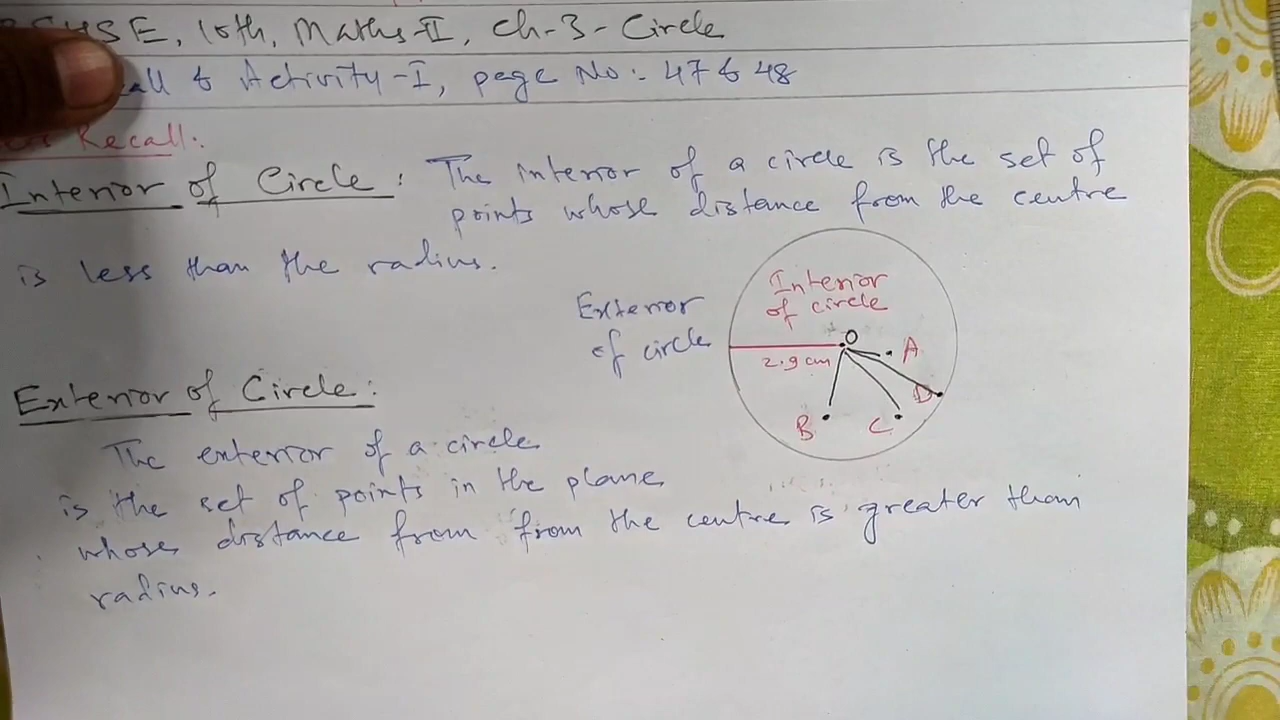 SE, 10th, Maths-II, Ch-3-Circle
& Activity-I, page No:- 47 & 48
Recall:
Interior of Circle: The interior of a circle is the set of
points whose distance from the centre
is less than the radius.
Interior
of circle
Exterior
of circle
O
2.9 cm
A
D
B
C
Exterior of Circle:
The exterior of a circle
is the set of points in the plane
whose distance from from the centre is greater than
radius.